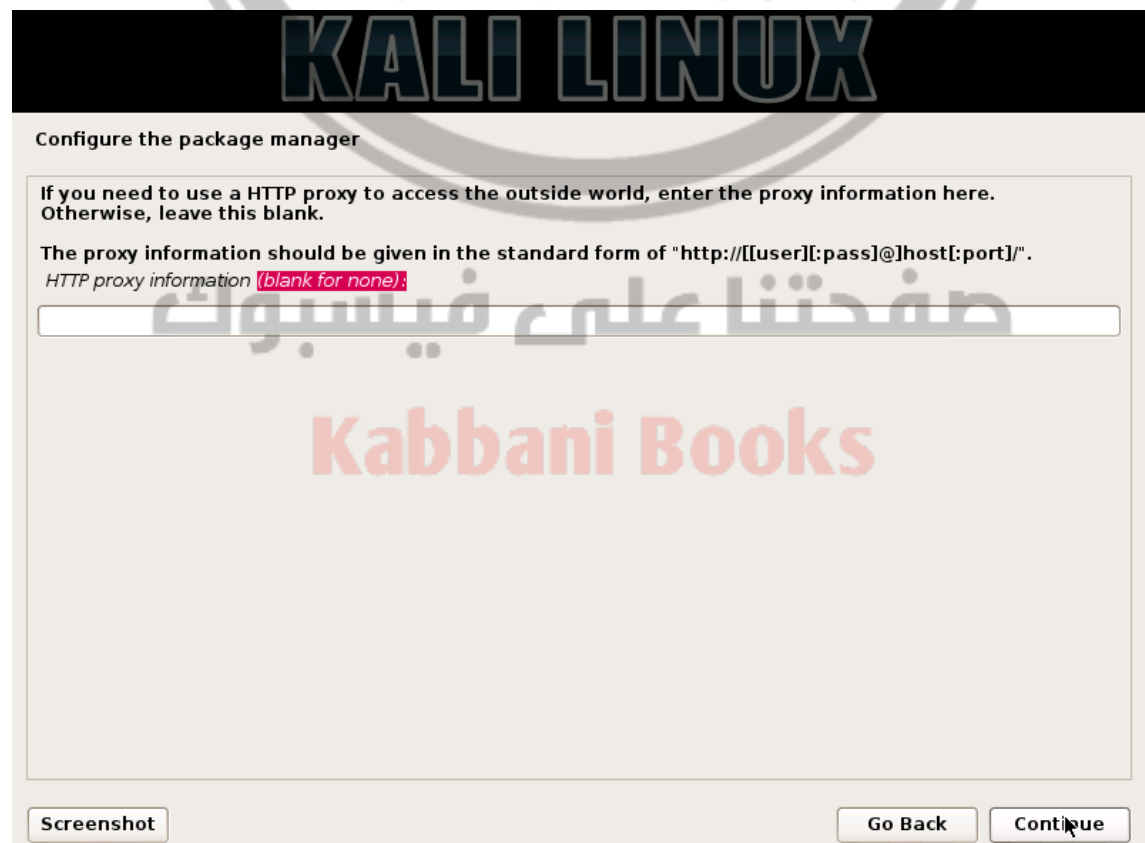 KALI LINUX
Configure the package manager
If you need to use a HTTP proxy to access the outside world, enter the proxy information here.
Otherwise, leave this blank.
The proxy information should be given in the standard form of "http://[[user][:pass]@]host[:port]/".
HTTP proxy information (blank for none):
صفحتنا على فيسبوك
Kabbani Books
Screenshot
Go Back
Continue